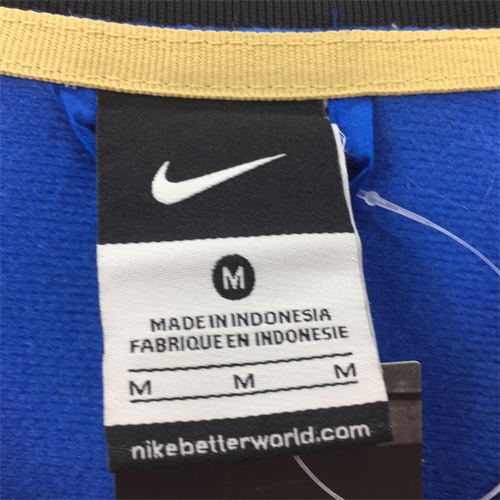 M
MADE IN INDONESIA
FABRIQUE EN INDONESIE
M M M
nikebetterworld.com